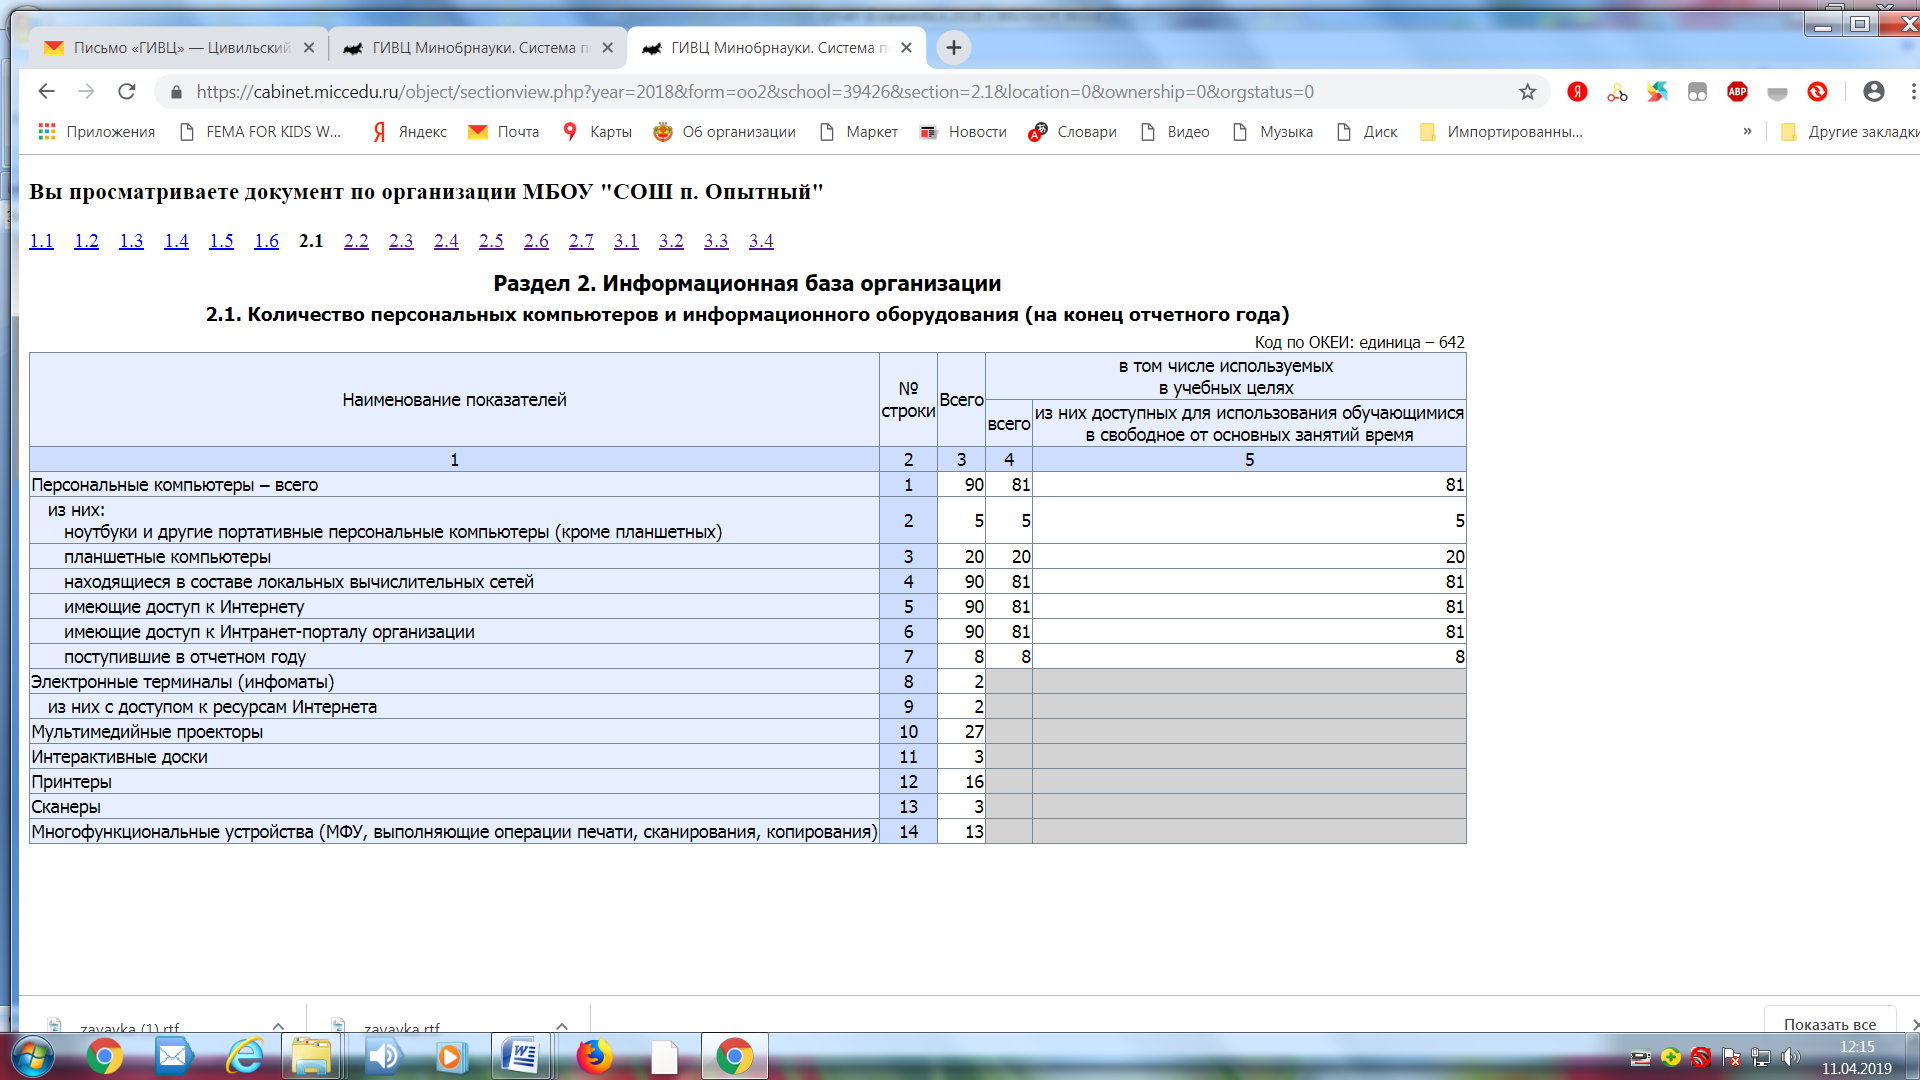 Письмо «ГИВЦ» — Цивильский
ГИВЦ Минобрнауки. Система п
ГИВЦ Минобрнауки. Система п
https://cabinet.miccedu.ru/object/sectionview.php?year=2018&form=oo2&school=39426&section=2.1&location=0&ownership=0&orgstatus=0
ABP
Приложения FEMA FOR KIDS W... Яндекс Почта Карты Об организации Маркет Новости Словари Видео Музыка Диск Импортированны... » Другие закладки
Вы просматриваете документ по организации МБОУ "СОШ п. Опытный"
1.1 1.2 1.3 1.4 1.5 1.6 2.1 2.2 2.3 2.4 2.5 2.6 2.7 3.1 3.2 3.3 3.4
Раздел 2. Информационная база организации
2.1. Количество персональных компьютеров и информационного оборудования (на конец отчетного года)
Код по ОКЕИ: единица – 642
Наименование показателей
№
строки
Всего
в том числе используемых
в учебных целях
всего
из них доступных для использования обучающимися
в свободное от основных занятий время
1 2 3 4 5
Персональные компьютеры – всего 1 90 81 81
из них:
ноутбуки и другие портативные персональные компьютеры (кроме планшетных) 2 5 5 5
планшетные компьютеры 3 20 20 20
находящиеся в составе локальных вычислительных сетей 4 90 81 81
имеющие доступ к Интернету 5 90 81 81
имеющие доступ к Интранет-порталу организации 6 90 81 81
поступившие в отчетном году 7 8 8 8
Электронные терминалы (инфоматы) 8 2
из них с доступом к ресурсам Интернета 9 2
Мультимедийные проекторы 10 27
Интерактивные доски 11 3
Принтеры 12 16
Сканеры 13 3
Многофункциональные устройства (МФУ, выполняющие операции печати, сканирования, копирования) 14 13
zayavka (1).rtf
zayavka.rtf
Показать все
12:15
11.04.2019